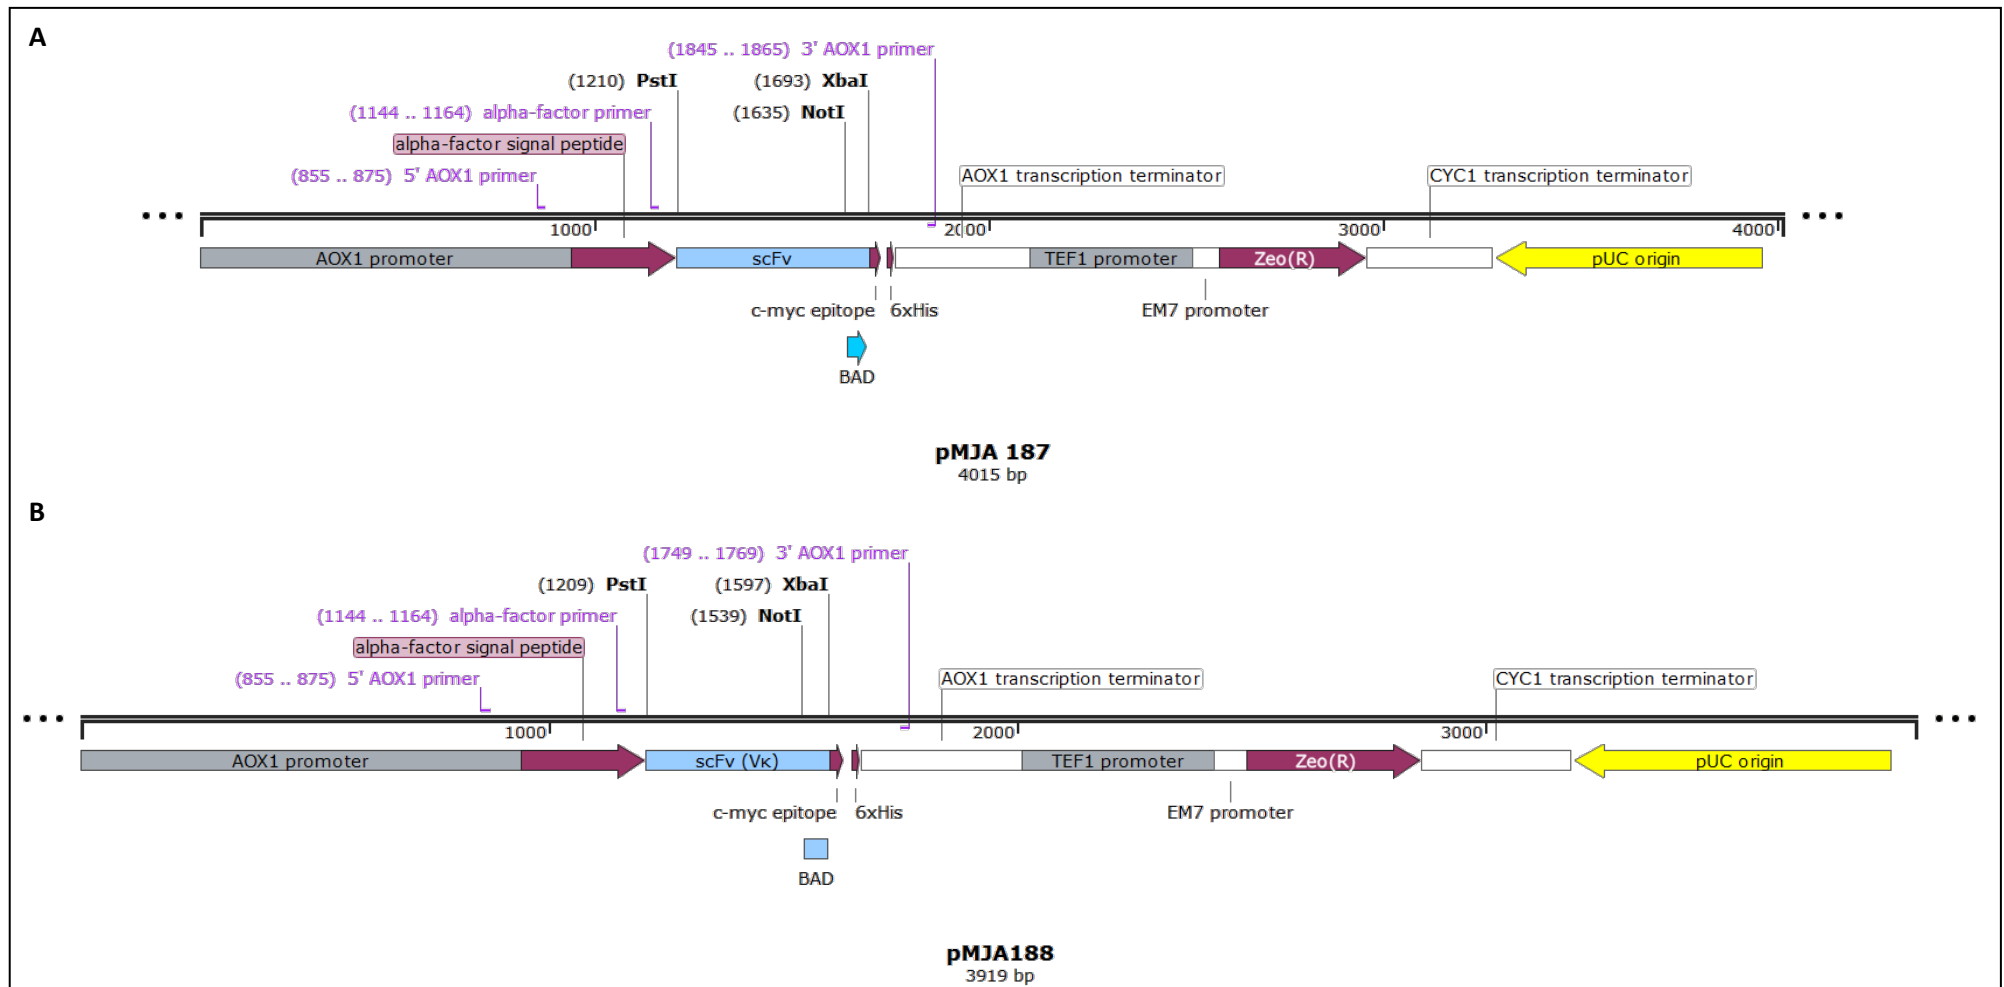 A
(1845 .. 1865) 3' AOX1 primer
(1210) PstI
(1693) XbaI
(1144 .. 1164) alpha-factor primer
(1635) NotI
alpha-factor signal peptide
(855 .. 875) 5' AOX1 primer
AOX1 transcription terminator
CYC1 transcription terminator
1000
2000
3000
4000
AOX1 promoter
scFv
TEF1 promoter
Zeo(R)
pUC origin
c-myc epitope
6xHis
EM7 promoter
BAD
pMJA 187
4015 bp
B
(1749 .. 1769) 3' AOX1 primer
(1209) PstI
(1597) XbaI
(1144 .. 1164) alpha-factor primer
(1539) NotI
alpha-factor signal peptide
(855 .. 875) 5' AOX1 primer
AOX1 transcription terminator
CYC1 transcription terminator
1000
2000
3000
AOX1 promoter
scFv (Vκ)
TEF1 promoter
Zeo(R)
pUC origin
c-myc epitope
6xHis
EM7 promoter
BAD
pMJA188
3919 bp